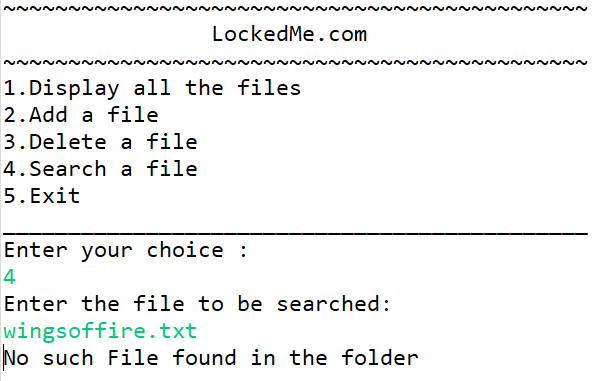 ~~~~~~~~~~~~~~~~~~~~~~~~~~~~~~~~~~~~~~~~~~~~~
LockedMe.com
~~~~~~~~~~~~~~~~~~~~~~~~~~~~~~~~~~~~~~~~~~~~~
1.Display all the files
2.Add a file
3.Delete a file
4.Search a file
5.Exit
_____________________________________________
Enter your choice :
4
Enter the file to be searched:
wingsoffire.txt
No such File found in the folder